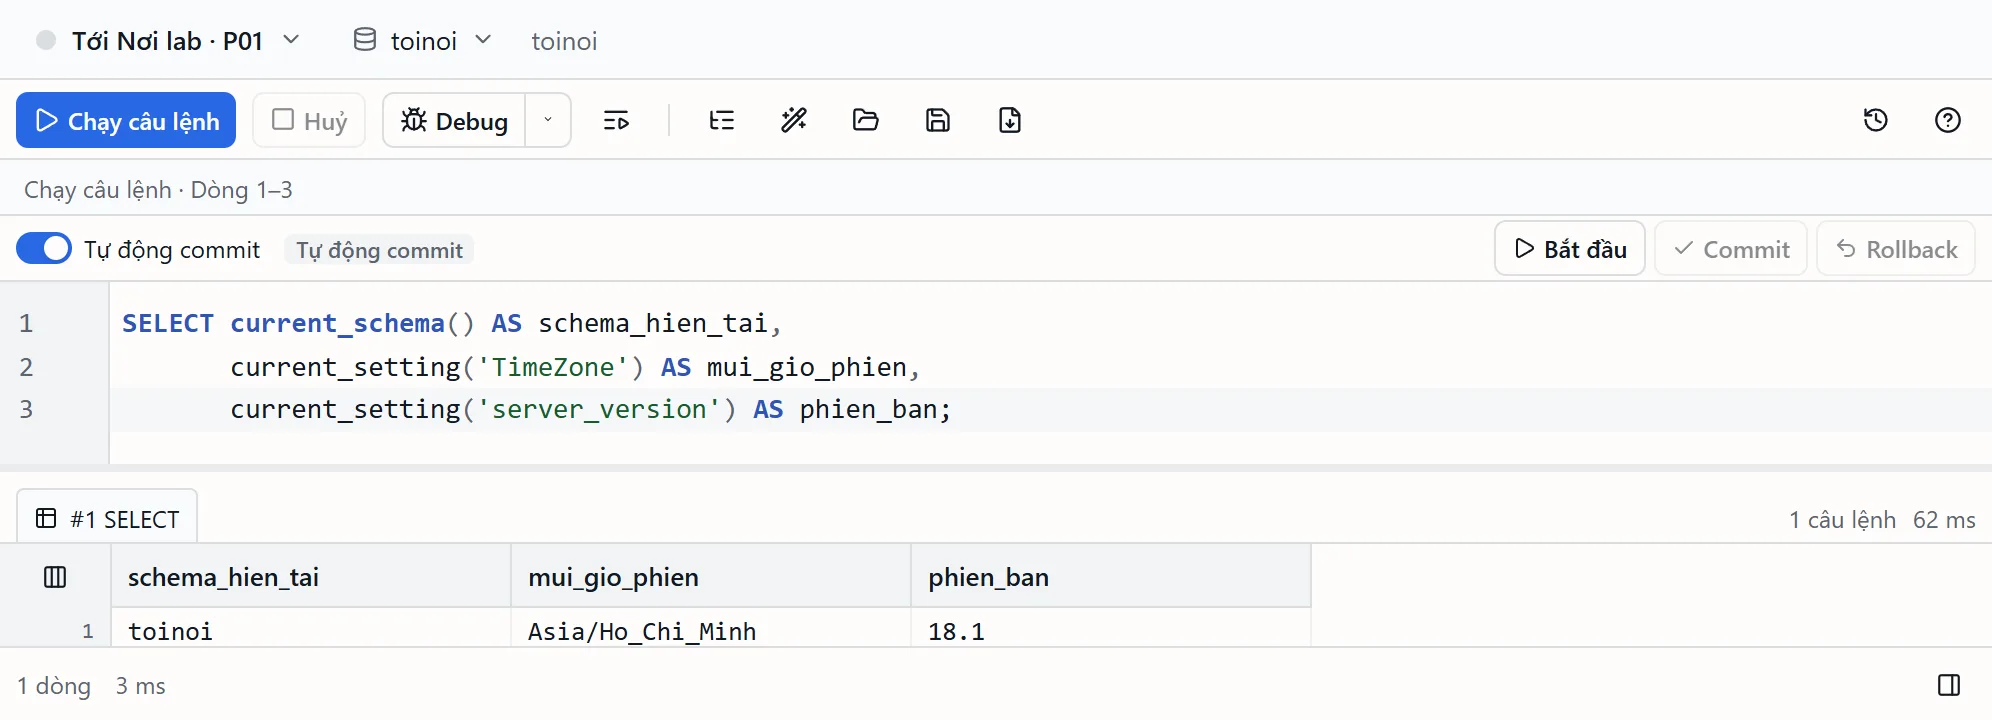 Tới Nơi lab · P01 toinoi toinoi
Chạy câu lệnh Huỷ Debug
Chạy câu lệnh · Dòng 1–3
Tự động commit Tự động commit Bắt đầu Commit Rollback
1 SELECT current_schema() AS schema_hien_tai,
2 current_setting('TimeZone') AS mui_gio_phien,
3 current_setting('server_version') AS phien_ban;
#1 SELECT 1 câu lệnh 62 ms
schema_hien_tai mui_gio_phien phien_ban
1 toinoi Asia/Ho_Chi_Minh 18.1
1 dòng 3 ms